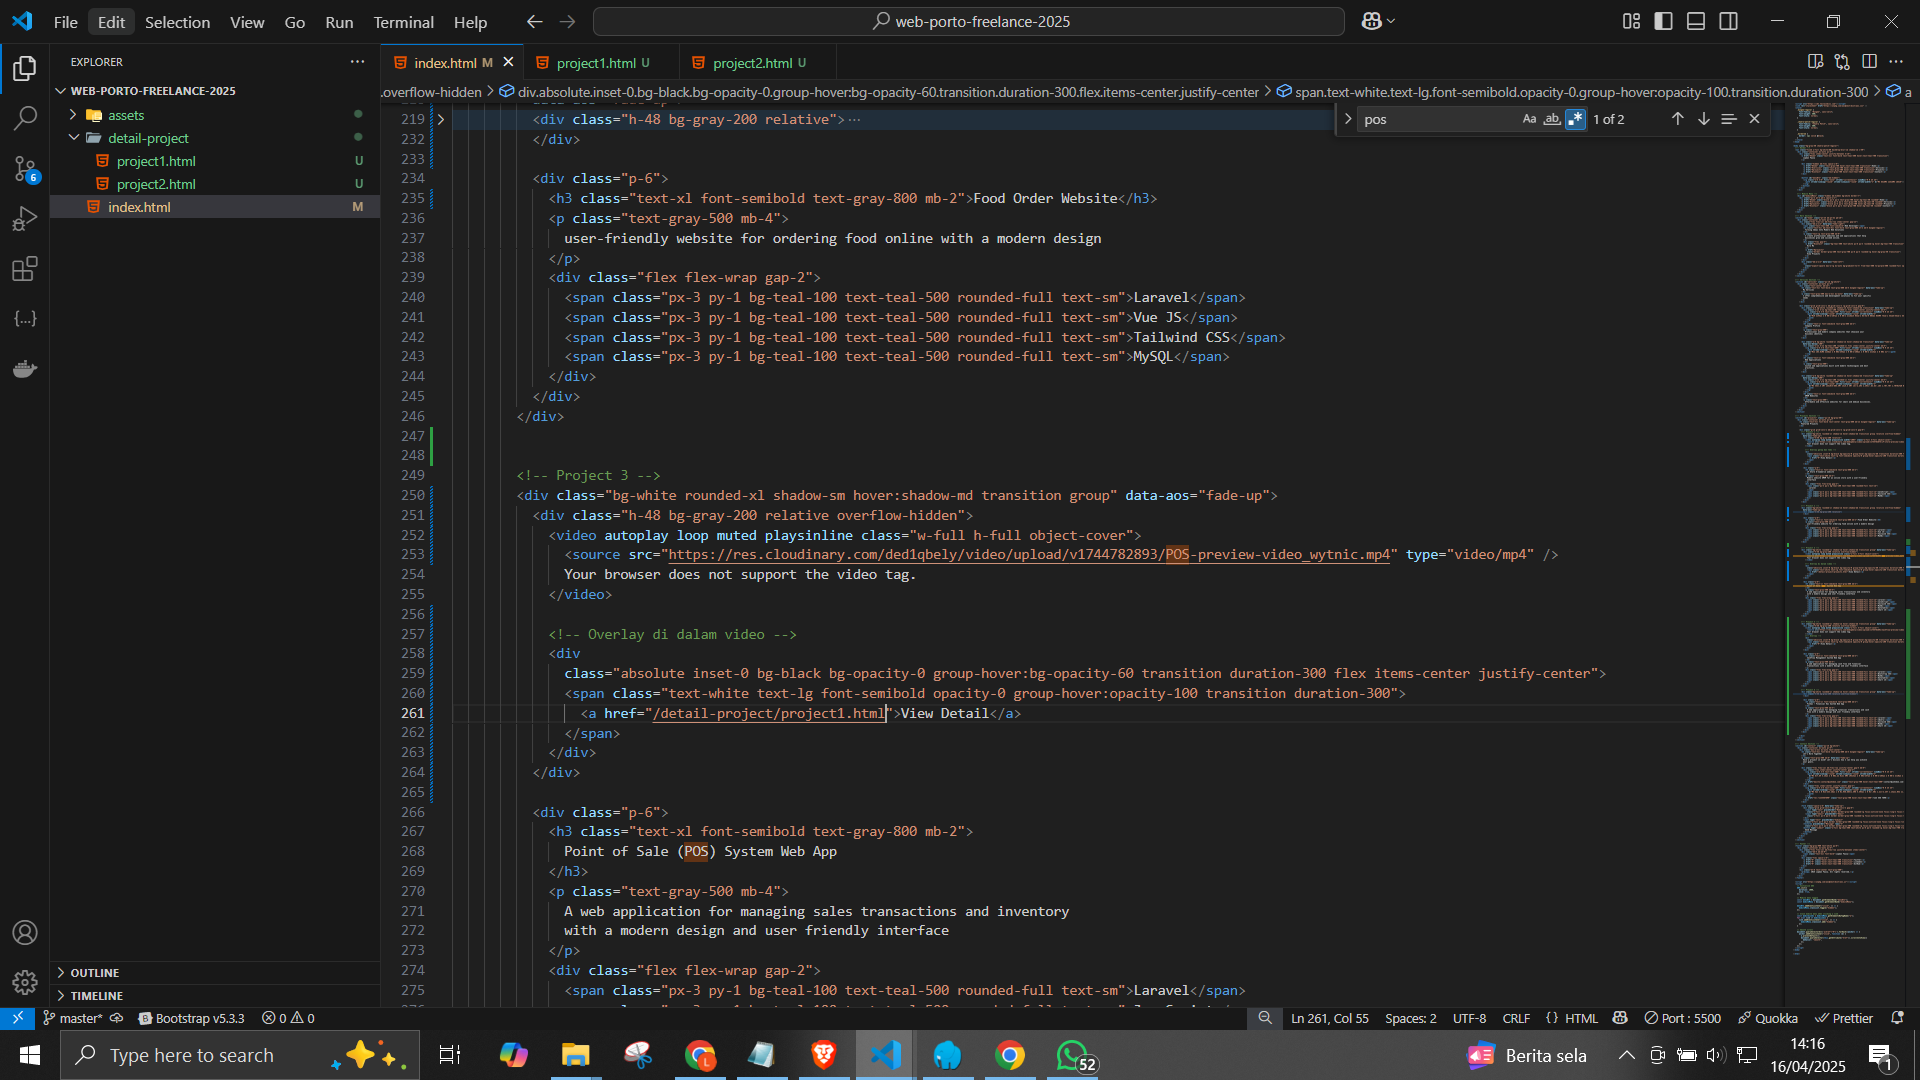 File Edit Selection View Go Run Terminal Help
web-porto-freelance-2025
EXPLORER
WEB-PORTO-FREELANCE-2025
assets
detail-project
project1.html U
project2.html U
index.html M
OUTLINE
TIMELINE
index.html M
project1.html U
project2.html U
.overflow-hidden > div.absolute.inset-0.bg-black.bg-opacity-0.group-hover:bg-opacity-60.transition.duration-300.flex.items-center.justify-center > span.text-white.text-lg.font-semibold.opacity-0.group-hover:opacity-100.transition.duration-300 > a
pos Aa ab .* 1 of 2
219 <div class="h-48 bg-gray-200 relative">···
232 </div>
233
234 <div class="p-6">
235 <h3 class="text-xl font-semibold text-gray-800 mb-2">Food Order Website</h3>
236 <p class="text-gray-500 mb-4">
237 user-friendly website for ordering food online with a modern design
238 </p>
239 <div class="flex flex-wrap gap-2">
240 <span class="px-3 py-1 bg-teal-100 text-teal-500 rounded-full text-sm">Laravel</span>
241 <span class="px-3 py-1 bg-teal-100 text-teal-500 rounded-full text-sm">Vue JS</span>
242 <span class="px-3 py-1 bg-teal-100 text-teal-500 rounded-full text-sm">Tailwind CSS</span>
243 <span class="px-3 py-1 bg-teal-100 text-teal-500 rounded-full text-sm">MySQL</span>
244 </div>
245 </div>
246 </div>
247
248
249 <!-- Project 3 -->
250 <div class="bg-white rounded-xl shadow-sm hover:shadow-md transition group" data-aos="fade-up">
251 <div class="h-48 bg-gray-200 relative overflow-hidden">
252 <video autoplay loop muted playsinline class="w-full h-full object-cover">
253 <source src="https://res.cloudinary.com/ded1qbely/video/upload/v1744782893/POS-preview-video_wytnic.mp4" type="video/mp4" />
254 Your browser does not support the video tag.
255 </video>
256
257 <!-- Overlay di dalam video -->
258 <div
259 class="absolute inset-0 bg-black bg-opacity-0 group-hover:bg-opacity-60 transition duration-300 flex items-center justify-center">
260 <span class="text-white text-lg font-semibold opacity-0 group-hover:opacity-100 transition duration-300">
261 <a href="/detail-project/project1.html">View Detail</a>
262 </span>
263 </div>
264 </div>
265
266 <div class="p-6">
267 <h3 class="text-xl font-semibold text-gray-800 mb-2">
268 Point of Sale (POS) System Web App
269 </h3>
270 <p class="text-gray-500 mb-4">
271 A web application for managing sales transactions and inventory
272 with a modern design and user friendly interface
273 </p>
274 <div class="flex flex-wrap gap-2">
275 <span class="px-3 py-1 bg-teal-100 text-teal-500 rounded-full text-sm">Laravel</span>
6
master* Bootstrap v5.3.3 0 0 Ln 261, Col 55 Spaces: 2 UTF-8 CRLF {} HTML Port : 5500 Quokka Prettier
Type here to search
L
52
Berita sela
14:16
16/04/2025
1